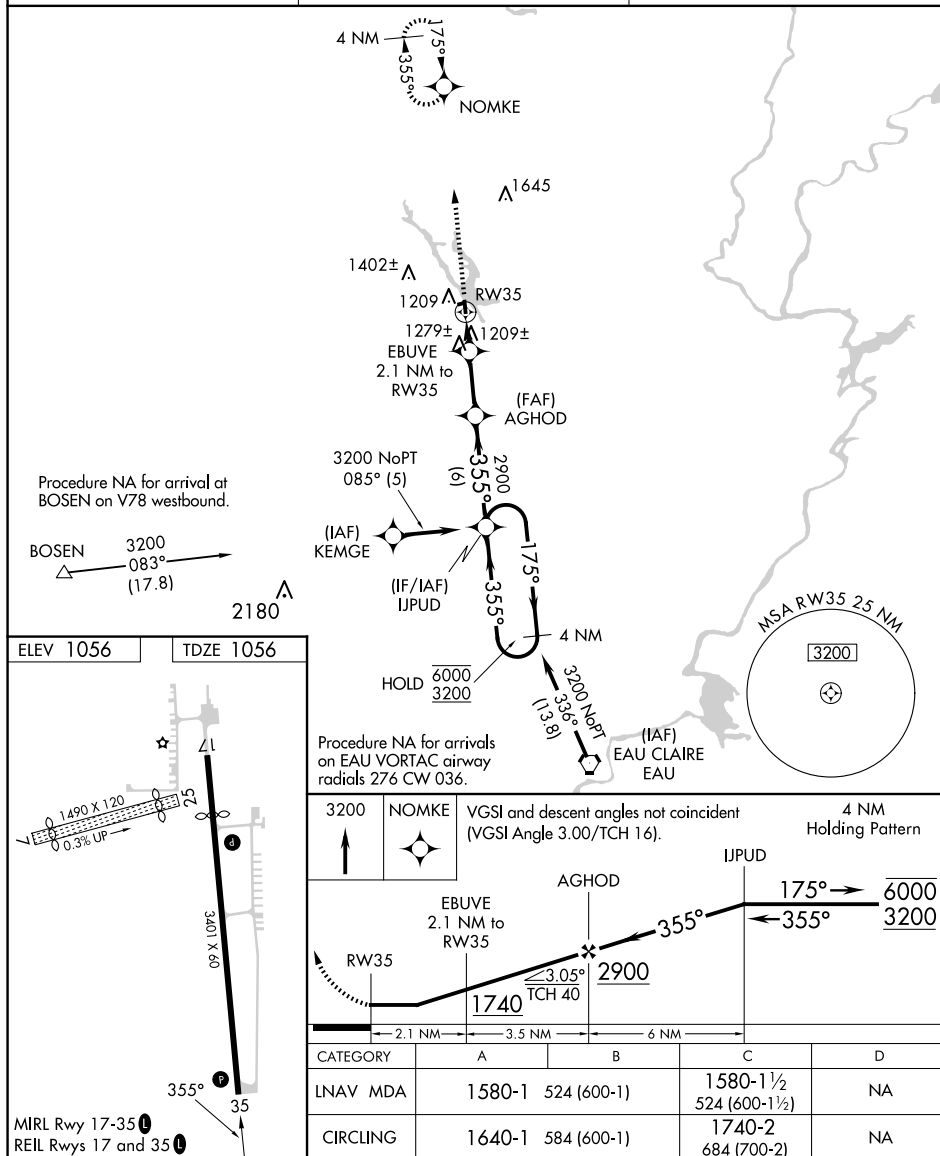 4 NM
175°
355°
NOMKE
1645
1402±
1209
RW35
1279±
1209±
EBUVE
2.1 NM to
RW35
(FAF)
AGHOD
2900
355°
(6)
3200 NoPT
085° (5)
Procedure NA for arrival at
BOSEN on V78 westbound.
BOSEN
3200
083°
(17.8)
(IAF)
KEMGE
(IF/IAF)
IJPUD
355°
175°
4 NM
2180
HOLD
6000
3200
3200 NoPT
336°
(13.8)
(IAF)
EAU CLAIRE
EAU
MSA RW35 25 NM
3200
Procedure NA for arrivals
on EAU VORTAC airway
radials 276 CW 036.
ELEV 1056
TDZE 1056
17
1490 X 120
25
7
0.3% UP
P
3401 X 60
P
355°
35
MIRL Rwy 17-35 L
REIL Rwys 17 and 35 L
3200
NOMKE
VGSI and descent angles not coincident
(VGSI Angle 3.00/TCH 16).
4 NM
Holding Pattern
IJPUD
AGHOD
EBUVE
2.1 NM to
RW35
RW35
175°
6000
355°
3200
355°
2900
3.05°
TCH 40
1740
2.1 NM
3.5 NM
6 NM
CATEGORY A B C D
LNAV MDA 1580-1 524 (600-1) 1580-1½ 524 (600-1½) NA
CIRCLING 1640-1 584 (600-1) 1740-2 684 (700-2) NA